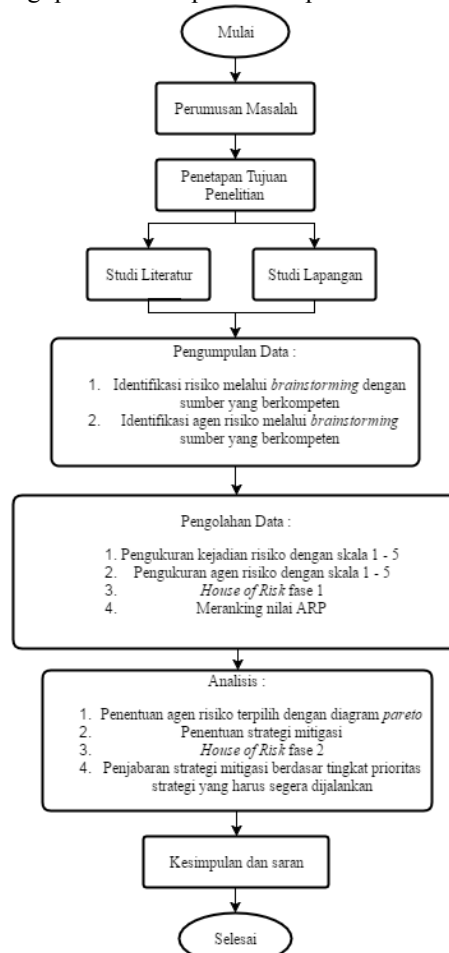 Mulai
Perumusan Masalah
Penetapan Tujuan
Penelitian
Studi Literatur
Studi Lapangan
Pengumpulan Data :
1. Identifikasi risiko melalui brainstorming dengan
sumber yang berkompeten
2. Identifikasi agen risiko melalui brainstorming
sumber yang berkompeten
Pengolahan Data :
1. Pengukuran kejadian risiko dengan skala 1 - 5
2. Pengukuran agen risiko dengan skala 1 - 5
3. House of Risk fase 1
4. Meranking nilai ARP
Analisis :
1. Penentuan agen risiko terpilih dengan diagram pareto
2. Penentuan strategi mitigasi
3. House of Risk fase 2
4. Penjabaran strategi mitigasi berdasar tingkat prioritas
strategi yang harus segera dijalankan
Kesimpulan dan saran
Selesai